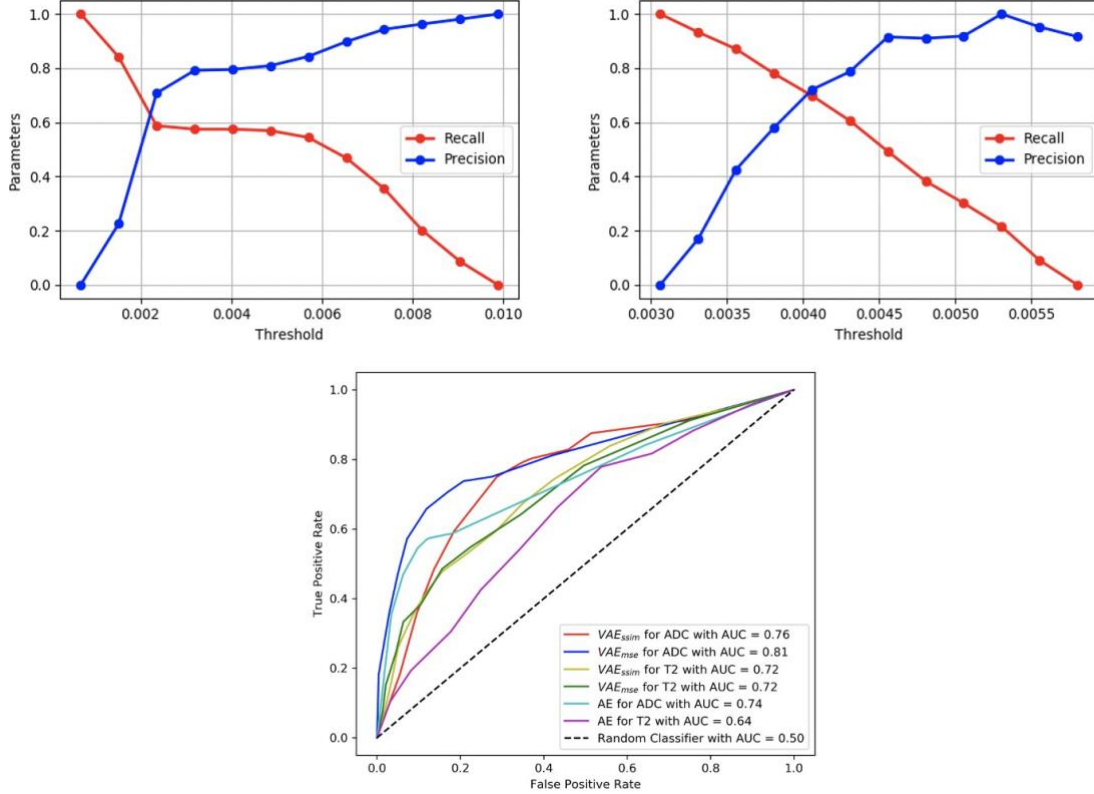 1.0
0.8
0.6
0.4
0.2
0.0
Parameters
Recall
Precision
0.002 0.004 0.006 0.008 0.010
Threshold
1.0
0.8
0.6
0.4
0.2
0.0
Parameters
Recall
Precision
0.0030 0.0035 0.0040 0.0045 0.0050 0.0055
Threshold
1.0
0.8
0.6
0.4
0.2
0.0
True Positive Rate
VAEssim for ADC with AUC = 0.76
VAEmse for ADC with AUC = 0.81
VAEssim for T2 with AUC = 0.72
VAEmse for T2 with AUC = 0.72
AE for ADC with AUC = 0.74
AE for T2 with AUC = 0.64
Random Classifier with AUC = 0.50
0.0 0.2 0.4 0.6 0.8 1.0
False Positive Rate